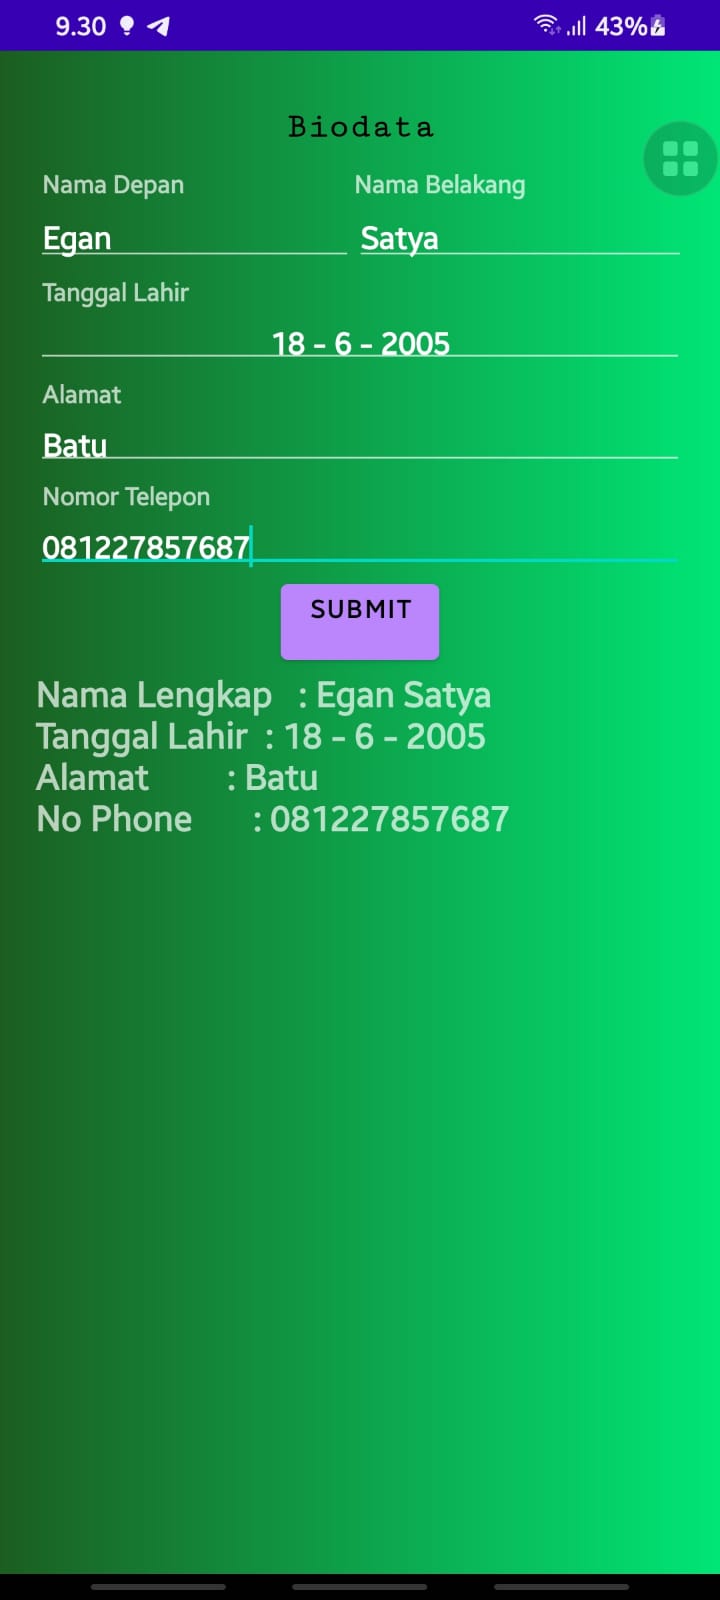 9.30 43%
Biodata
Nama Depan Nama Belakang
Egan Satya
Tanggal Lahir
18 - 6 - 2005
Alamat
Batu
Nomor Telepon
081227857687
SUBMIT
Nama Lengkap : Egan Satya
Tanggal Lahir : 18 - 6 - 2005
Alamat : Batu
No Phone : 081227857687